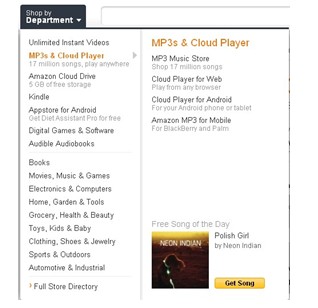 Shop by
Department
Unlimited Instant Videos
MP3s & Cloud Player
17 million songs, play anywhere
Amazon Cloud Drive
5 GB of free storage
Kindle
Appstore for Android
Get Diet Assistant Pro for free
Digital Games & Software
Audible Audiobooks
Books
Movies, Music & Games
Electronics & Computers
Home, Garden & Tools
Grocery, Health & Beauty
Toys, Kids & Baby
Clothing, Shoes & Jewelry
Sports & Outdoors
Automotive & Industrial
Full Store Directory
MP3s & Cloud Player
MP3 Music Store
Shop 17 million songs
Cloud Player for Web
Play from any browser
Cloud Player for Android
For your Android phone or tablet
Amazon MP3 for Mobile
For BlackBerry and Palm
Free Song of the Day
NEON INDIAN
Polish Girl
by Neon Indian
Get Song